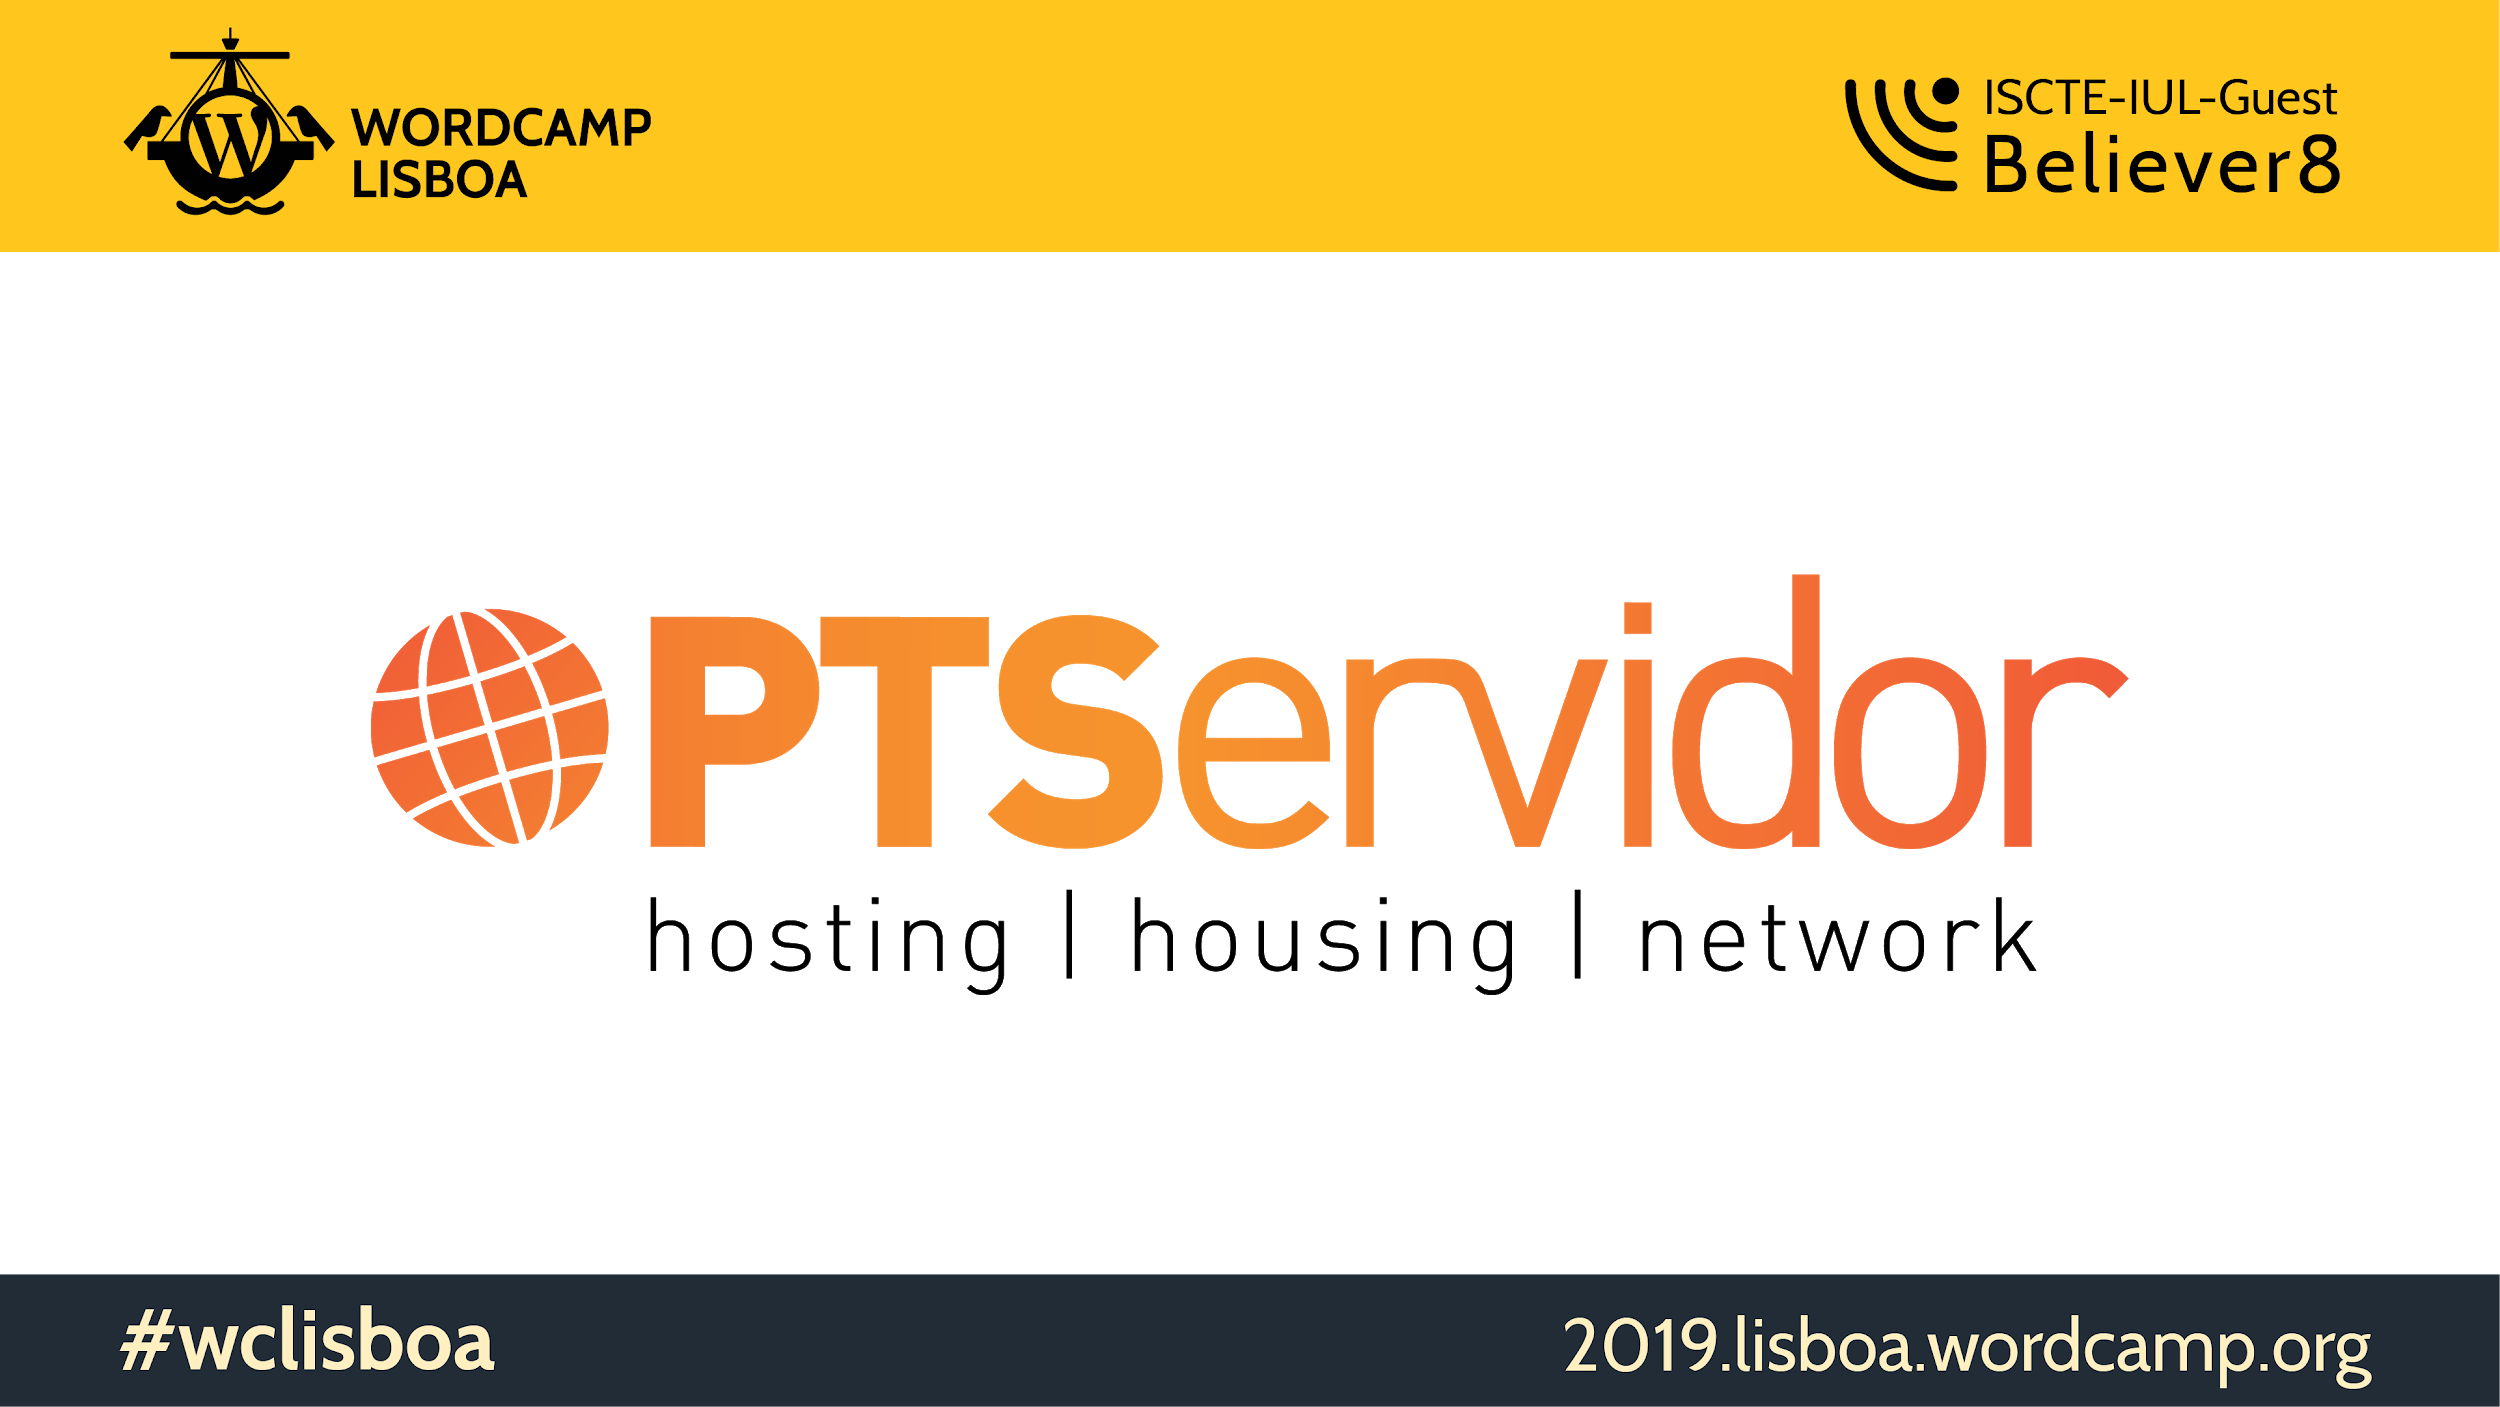 WORDCAMP
LISBOA
ISCTE-IUL-Guest
Believer8
PTServidor
hosting | housing | network
#wclisboa
2019.lisboa.wordcamp.org